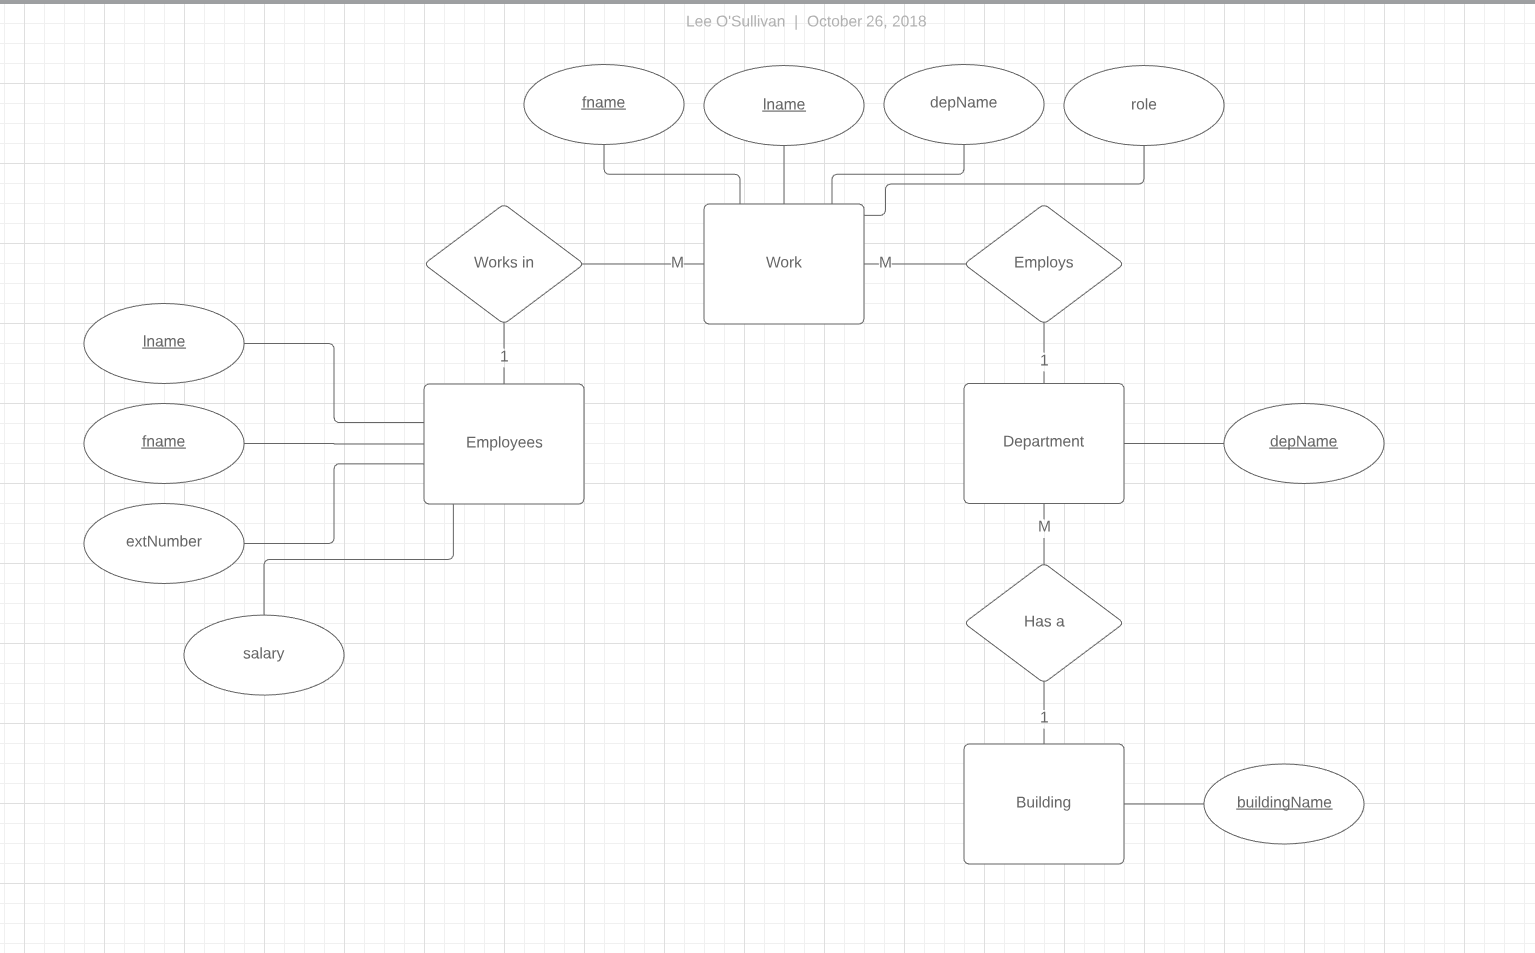 Lee O'Sullivan | October 26, 2018
fname
lname
depName
role
Works in
M
Work
M
Employs
lname
1
1
fname
Employees
Department
depName
extNumber
M
salary
Has a
1
Building
buildingName